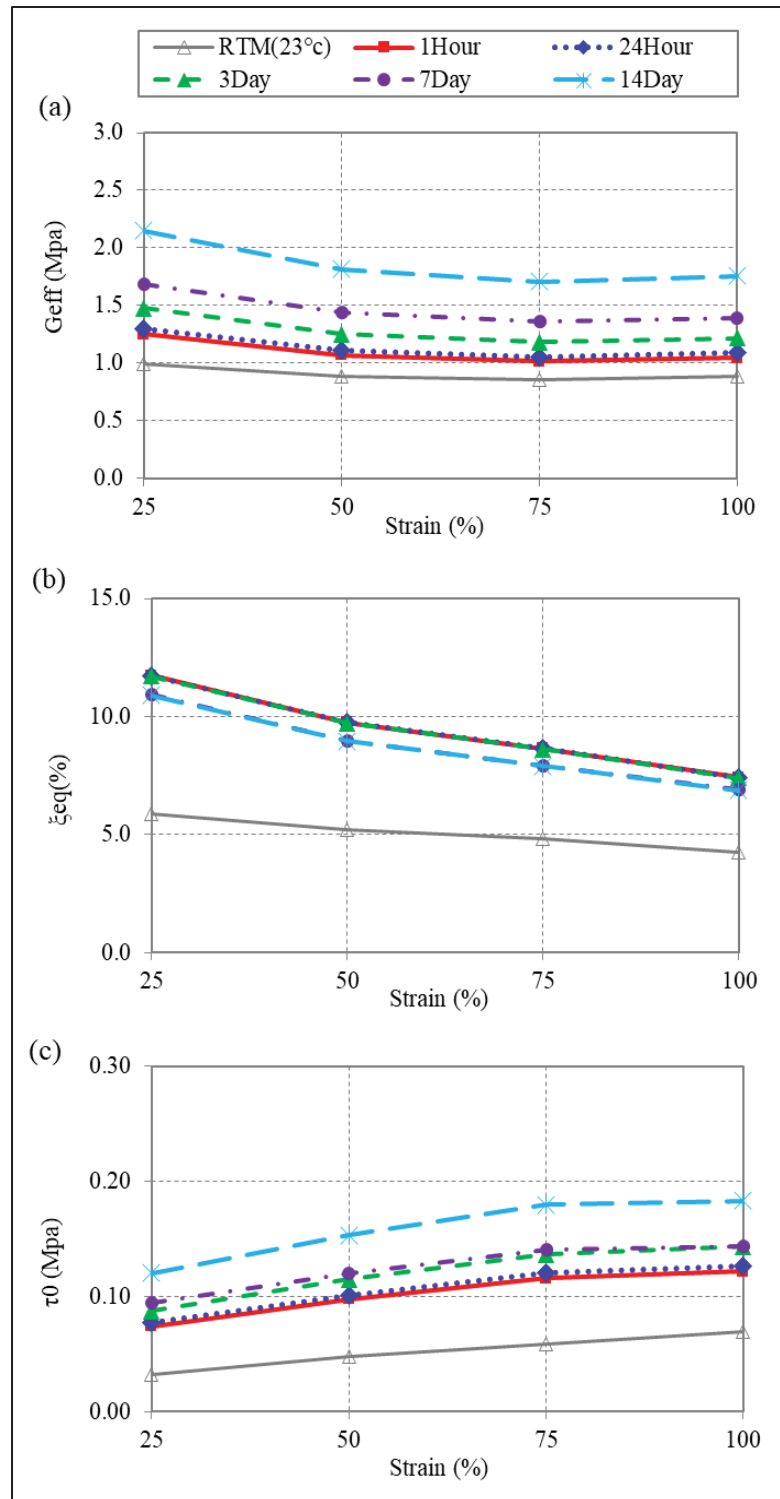 RTM(23°c) 1Hour 24Hour
3Day 7Day 14Day
(a)
3.0
2.5
2.0
1.5
1.0
0.5
0.0
Geff (Mpa)
25 50 75 100
Strain (%)
(b)
15.0
10.0
5.0
0.0
ξeq(%)
25 50 75 100
Strain (%)
(c)
0.30
0.20
0.10
0.00
τ0 (Mpa)
25 50 75 100
Strain (%)